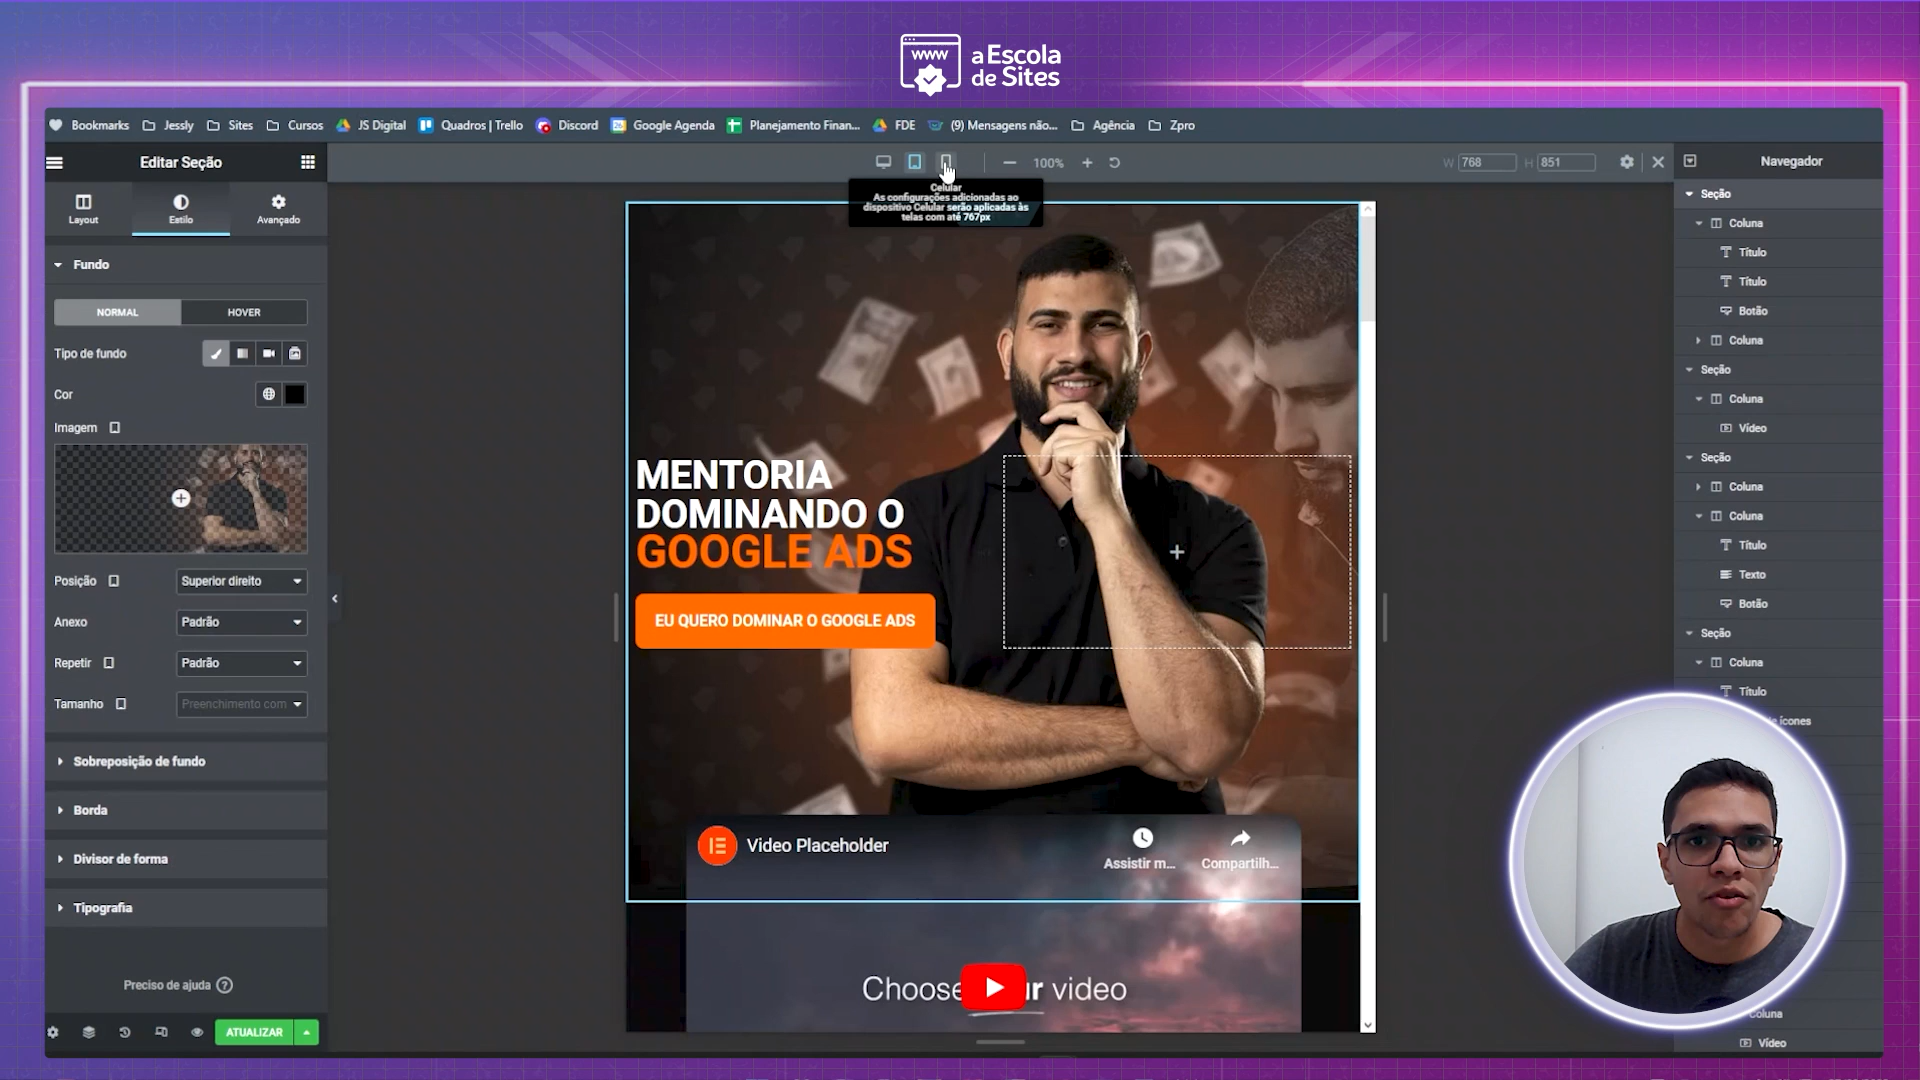 www
a Escola
de Sites
Bookmarks
Jessly
Sites
Cursos
JS Digital
Quadros | Trello
Discord
Google Agenda
Planejamento Finan...
FDE
(9) Mensagens não...
Agência
Zpro
Editar Seção
100%
W 768
H 851
Navegador
Layout
Estilo
Avançado
Celular
As configurações adicionadas ao
dispositivo Celular serão aplicadas às
telas com até 767px
Fundo
NORMAL
HOVER
Tipo de fundo
Cor
Imagem
Posição
Superior direito
Anexo
Padrão
Repetir
Padrão
Tamanho
Preenchimento com
Sobreposição de fundo
Borda
Divisor de forma
Tipografia
Preciso de ajuda
ATUALIZAR
MENTORIA
DOMINANDO O
GOOGLE ADS
EU QUERO DOMINAR O GOOGLE ADS
Video Placeholder
Assistir m...
Compartilh...
Choose
r video
Seção
Coluna
Título
Título
Botão
Coluna
Seção
Coluna
Vídeo
Seção
Coluna
Coluna
Título
Texto
Botão
Seção
Coluna
Título
ícones
Coluna
Vídeo